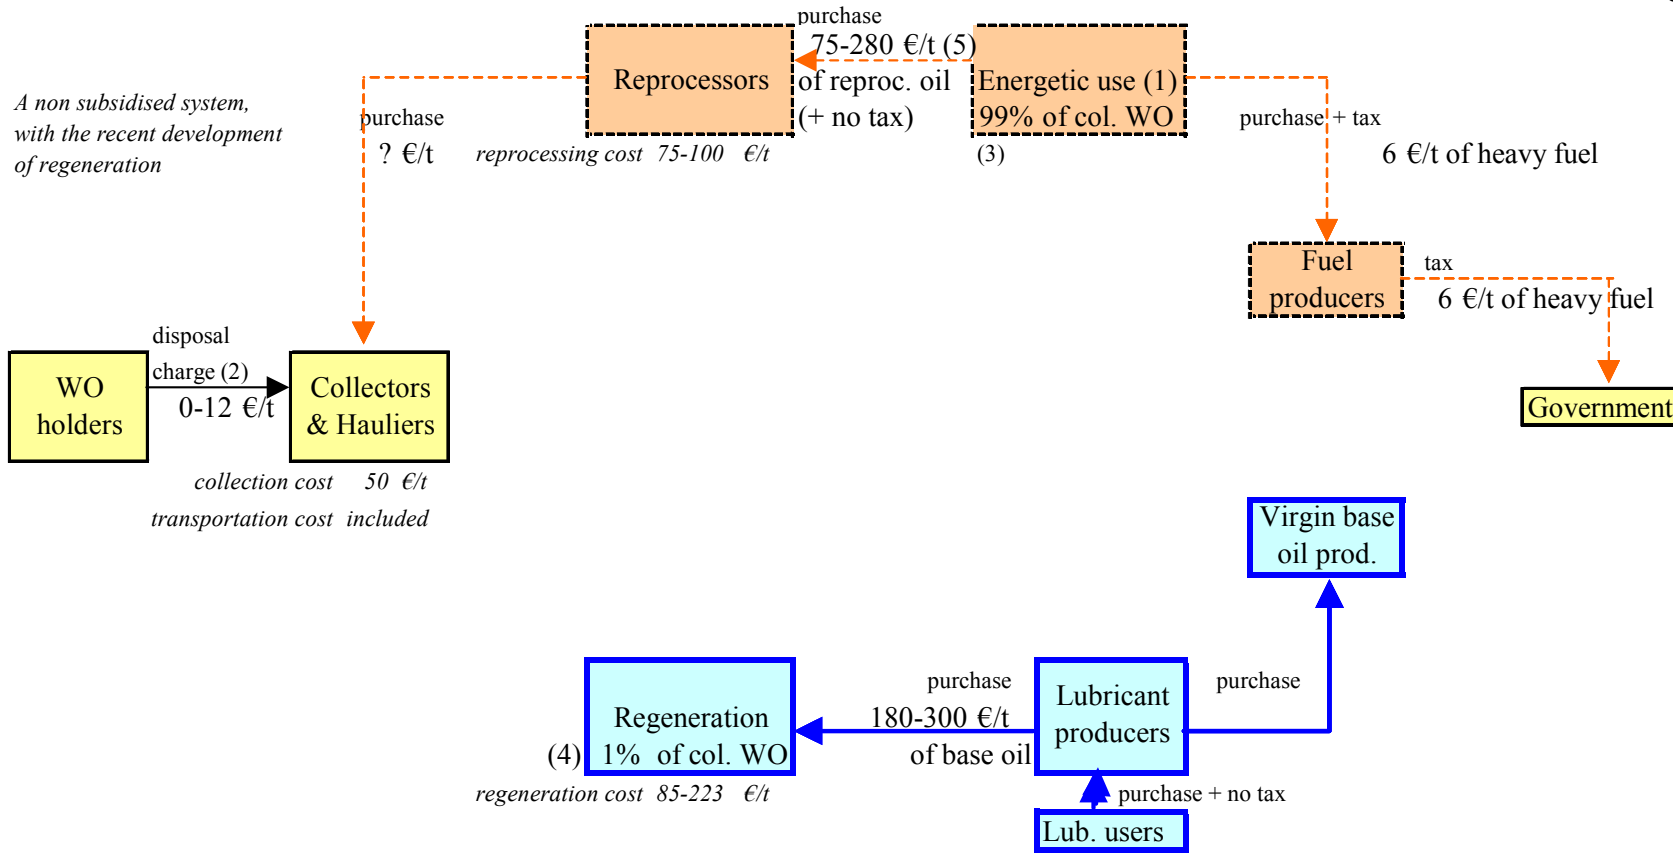 A non subsidised system,
with the recent development
of regeneration
purchase
? €/t
Reprocessors
reprocessing cost 75-100 €/t
purchase
75-280 €/t (5)
of reproc. oil
(+ no tax)
Energetic use (1)
99% of col. WO
(3)
purchase + tax
6 €/t of heavy fuel
Fuel
producers
tax
6 €/t of heavy fuel
Government
WO
holders
disposal
charge (2)
0-12 €/t
Collectors
& Hauliers
collection cost 50 €/t
transportation cost included
Virgin base
oil prod.
Regeneration
(4) 1% of col. WO
regeneration cost 85-223 €/t
purchase
180-300 €/t
of base oil
Lubricant
producers
purchase
purchase + no tax
Lub. users